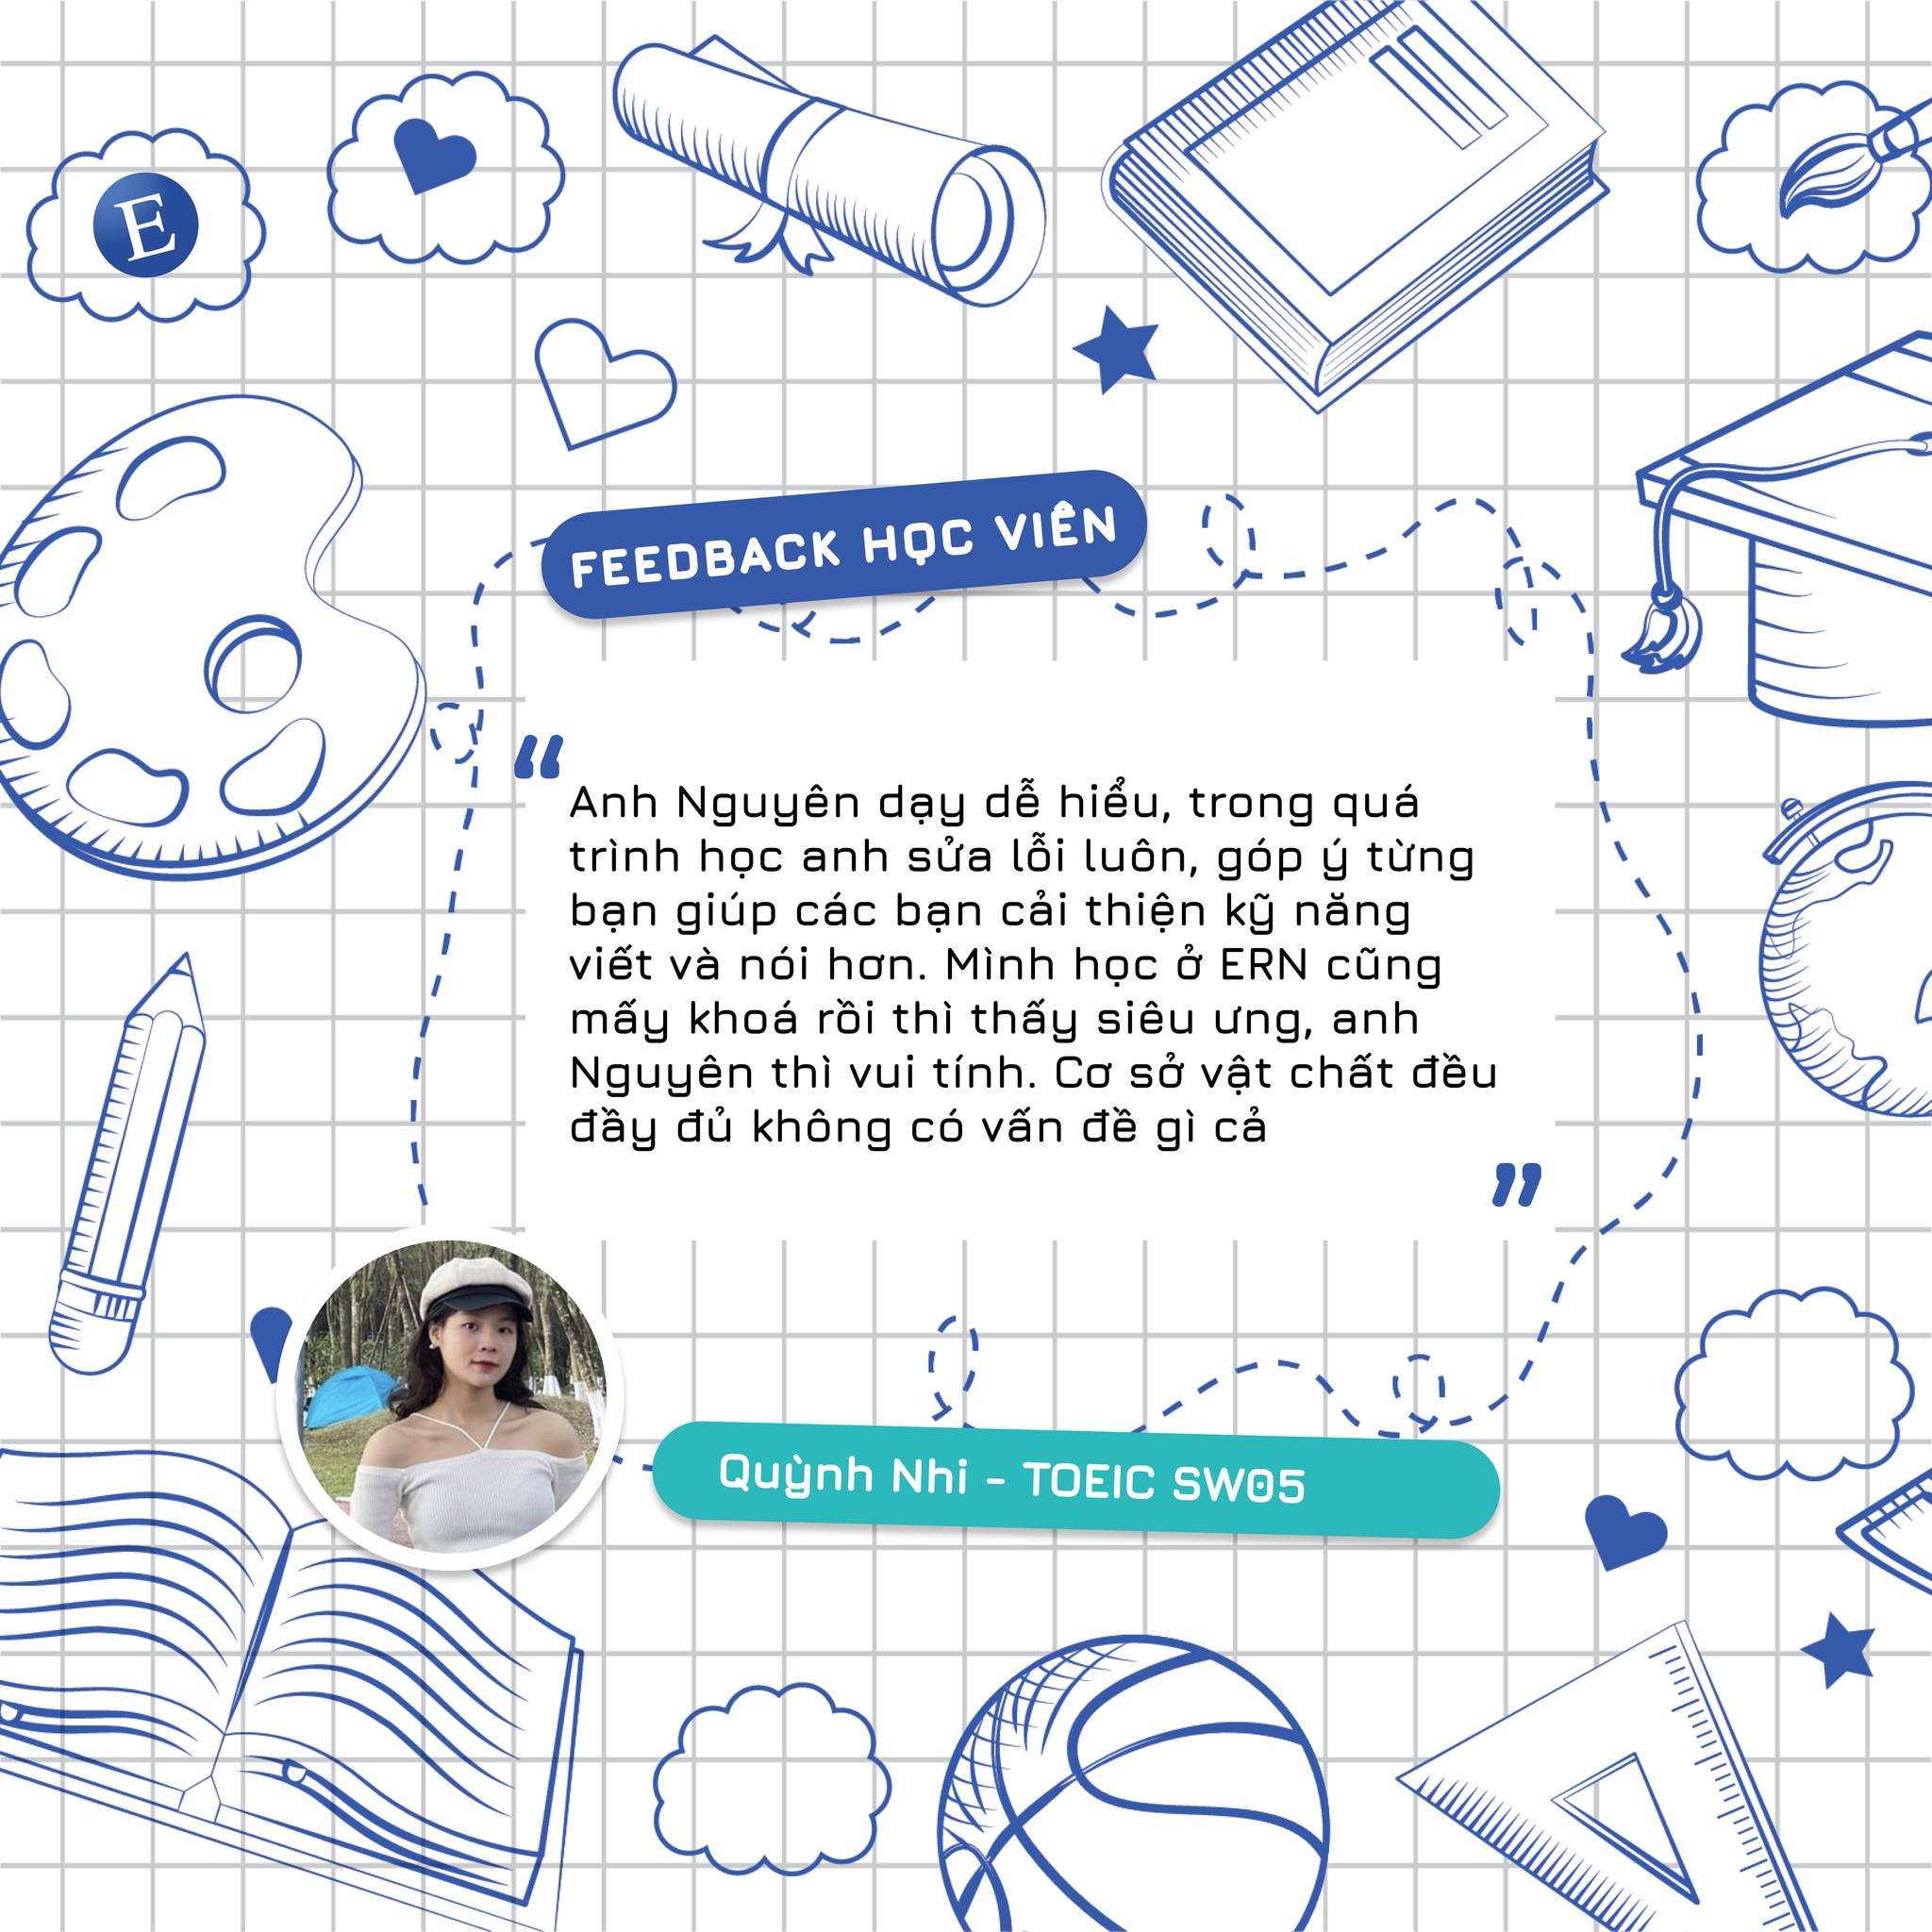 E
FEEDBACK HỌC VIÊN
“
Anh Nguyên dạy dễ hiểu, trong quá
trình học anh sửa lỗi luôn, góp ý từng
bạn giúp các bạn cải thiện kỹ năng
viết và nói hơn. Mình học ở ERN cũng
mấy khoá rồi thì thấy siêu ưng, anh
Nguyên thì vui tính. Cơ sở vật chất đều
đầy đủ không có vấn đề gì cả
”
Quỳnh Nhi - TOEIC SW05